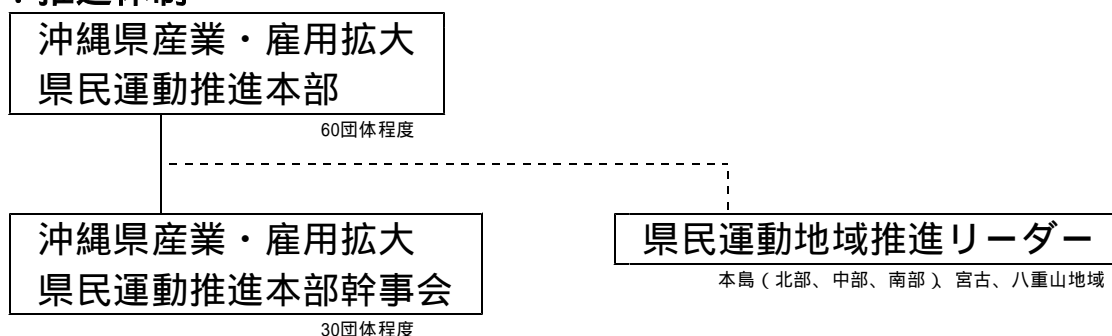 沖縄県産業・雇用拡大
県民運動推進本部
60団体程度
沖縄県産業・雇用拡大
県民運動推進本部幹事会
30団体程度
県民運動地域推進リーダー
本島(北部、中部、南部)、宮古、八重山地域